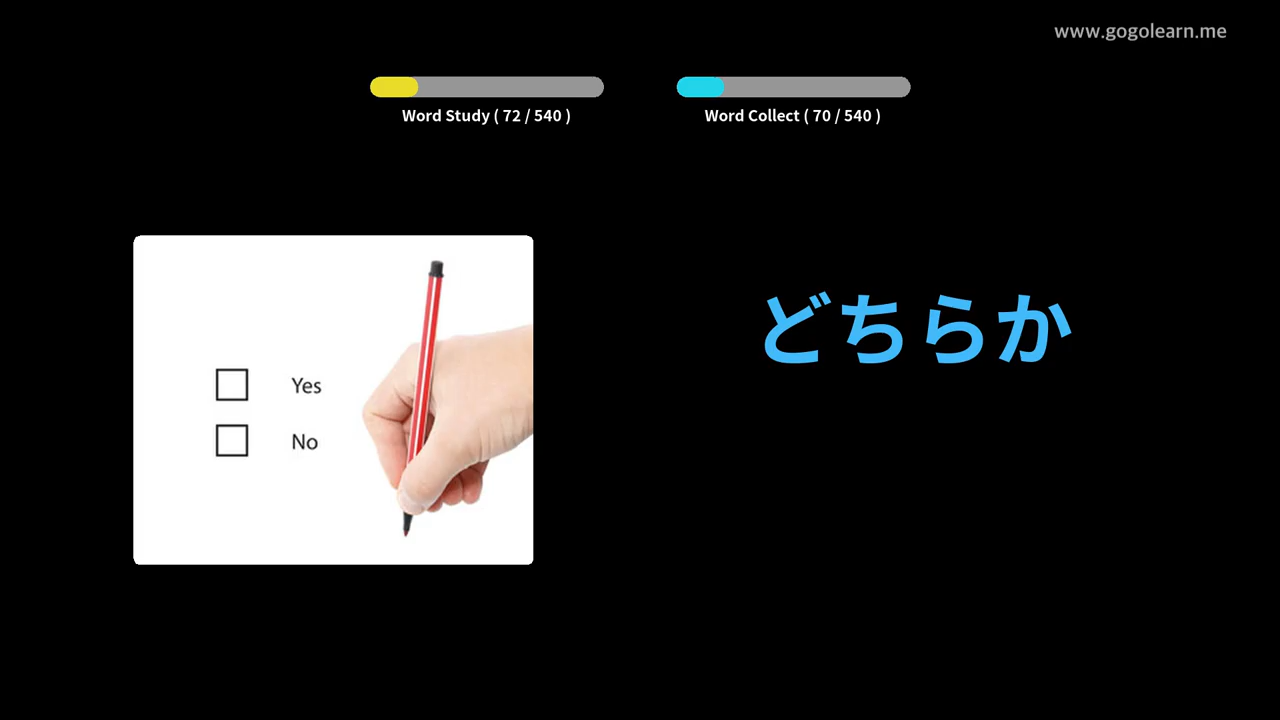 www.gogolearn.me
Word Study ( 72 / 540 )
Word Collect ( 70 / 540 )
どちらか
Yes
No